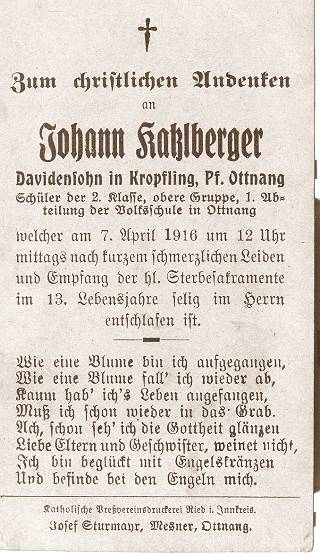 Zum christlichen Andenken
an
Johann Katzlberger
Davidensohn in Kropfling, Pf. Ottnang
Schüler der 2. Klasse, obere Gruppe, 1. Ab-
teilung der Volksschule in Ottnang
welcher am 7. April 1916 um 12 Uhr
mittags nach kurzem schmerzlichen Leiden
und Empfang der hl. Sterbesakramente
im 13. Lebensjahre selig im Herrn
entschlafen ist.
Wie eine Blume bin ich aufgegangen,
Wie eine Blume fall' ich wieder ab,
Kaum hab' ich's Leben angefangen,
Muß ich schon wieder in das Grab.
Ach, schon seh' ich die Gottheit glänzen
Liebe Eltern und Geschwister, weinet nicht,
Ich bin beglückt mit Engelskränzen
Und befinde bei den Engeln mich.
Katholische Preßvereinsdruckerei Ried i. Innkreis.
Josef Sturmayr, Mesner, Ottnang.